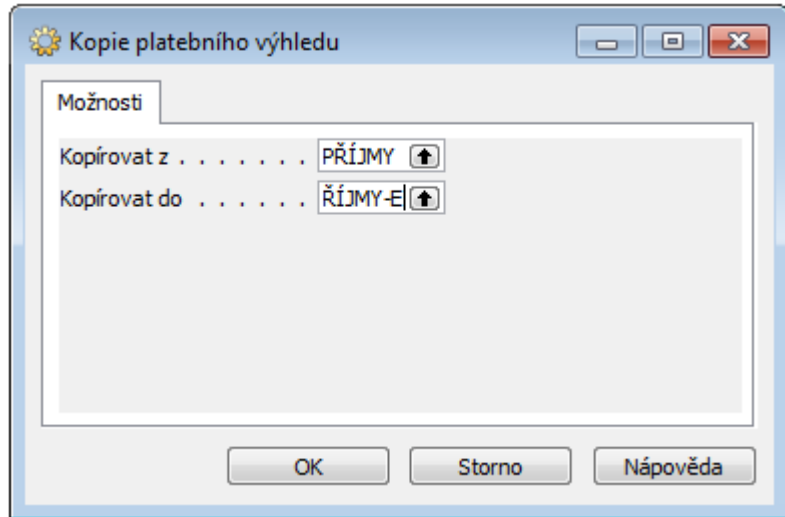 Kopie platebního výhledu
Možnosti
Kopírovat z . . . . . . . PŘÍJMY
Kopírovat do . . . . . . ŘÍJMY-E
OK Storno Nápověda